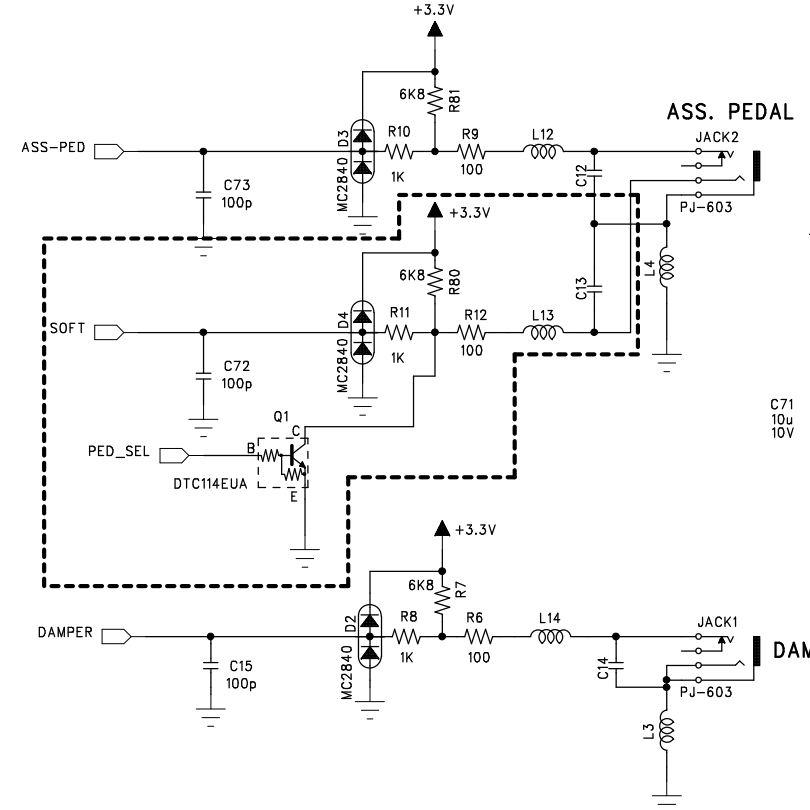 +3.3V
6K8
R81
ASS. PEDAL
JACK2
ASS-PED
D3
MC2840
R10
1K
R9
100
L12
C12
PJ-603
C73
100p
+3.3V
6K8
R80
C13
L4
SOFT
D4
MC2840
R11
1K
R12
100
L13
C72
100p
C71
10u
10V
Q1
C
B
E
PED_SEL
DTC114EUA
+3.3V
6K8
R7
DAMPER
D2
MC2840
R8
1K
R6
100
L14
JACK1
DAM
C14
PJ-603
C15
100p
L3